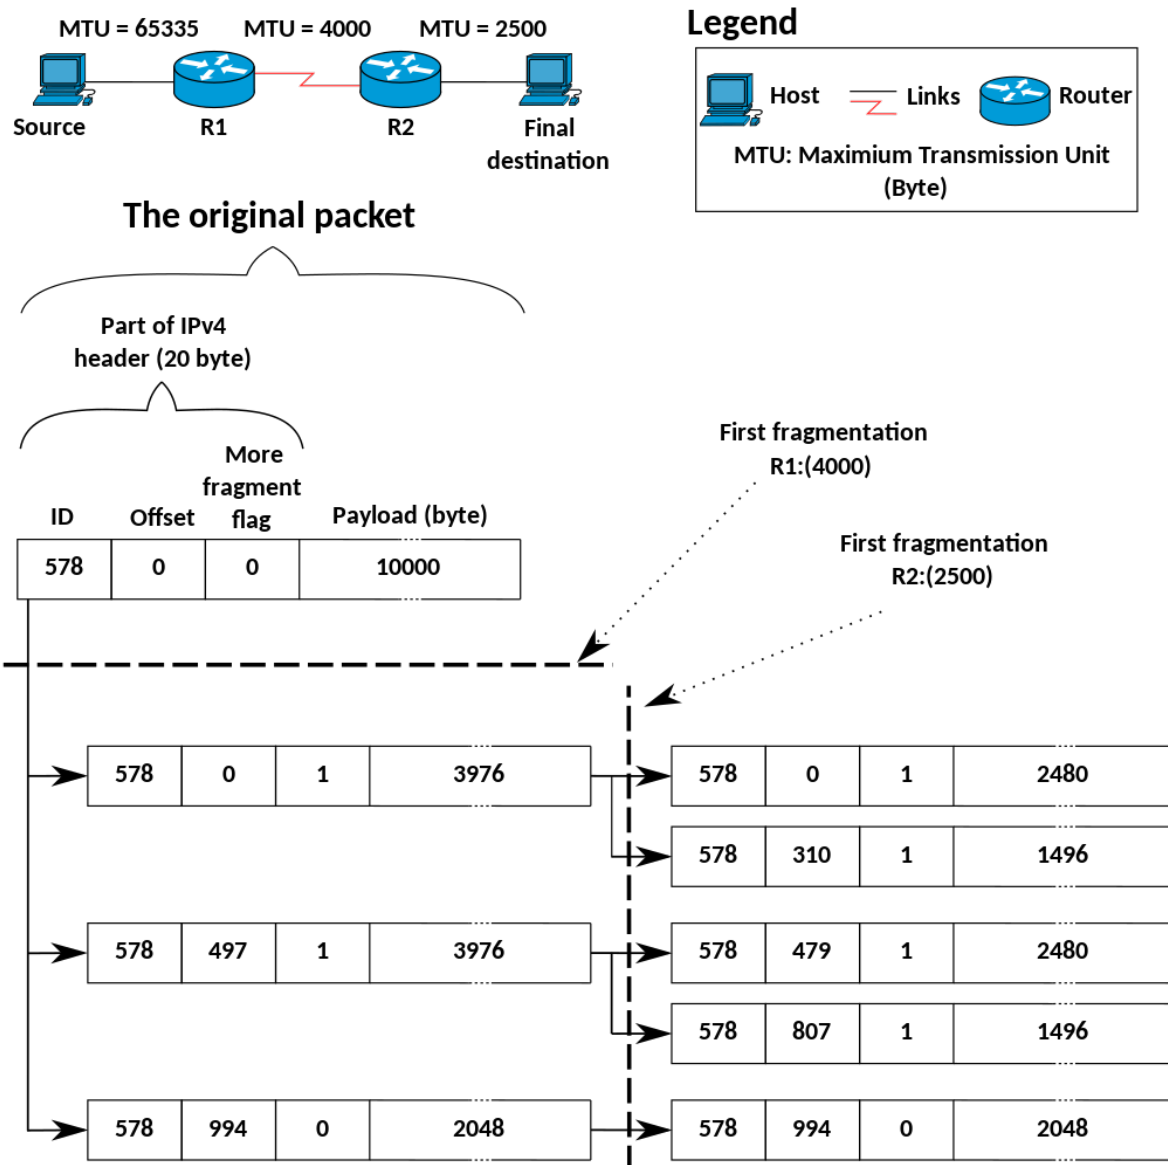 MTU = 65335 MTU = 4000 MTU = 2500
Source R1 R2 Final
destination
Legend
Host Links Router
MTU: Maximium Transmission Unit
(Byte)
The original packet
Part of IPv4
header (20 byte)
More
fragment
flag
ID Offset Payload (byte)
578 0 0 10000
First fragmentation
R1:(4000)
First fragmentation
R2:(2500)
578 0 1 3976
578 0 1 2480
578 310 1 1496
578 497 1 3976
578 479 1 2480
578 807 1 1496
578 994 0 2048
578 994 0 2048